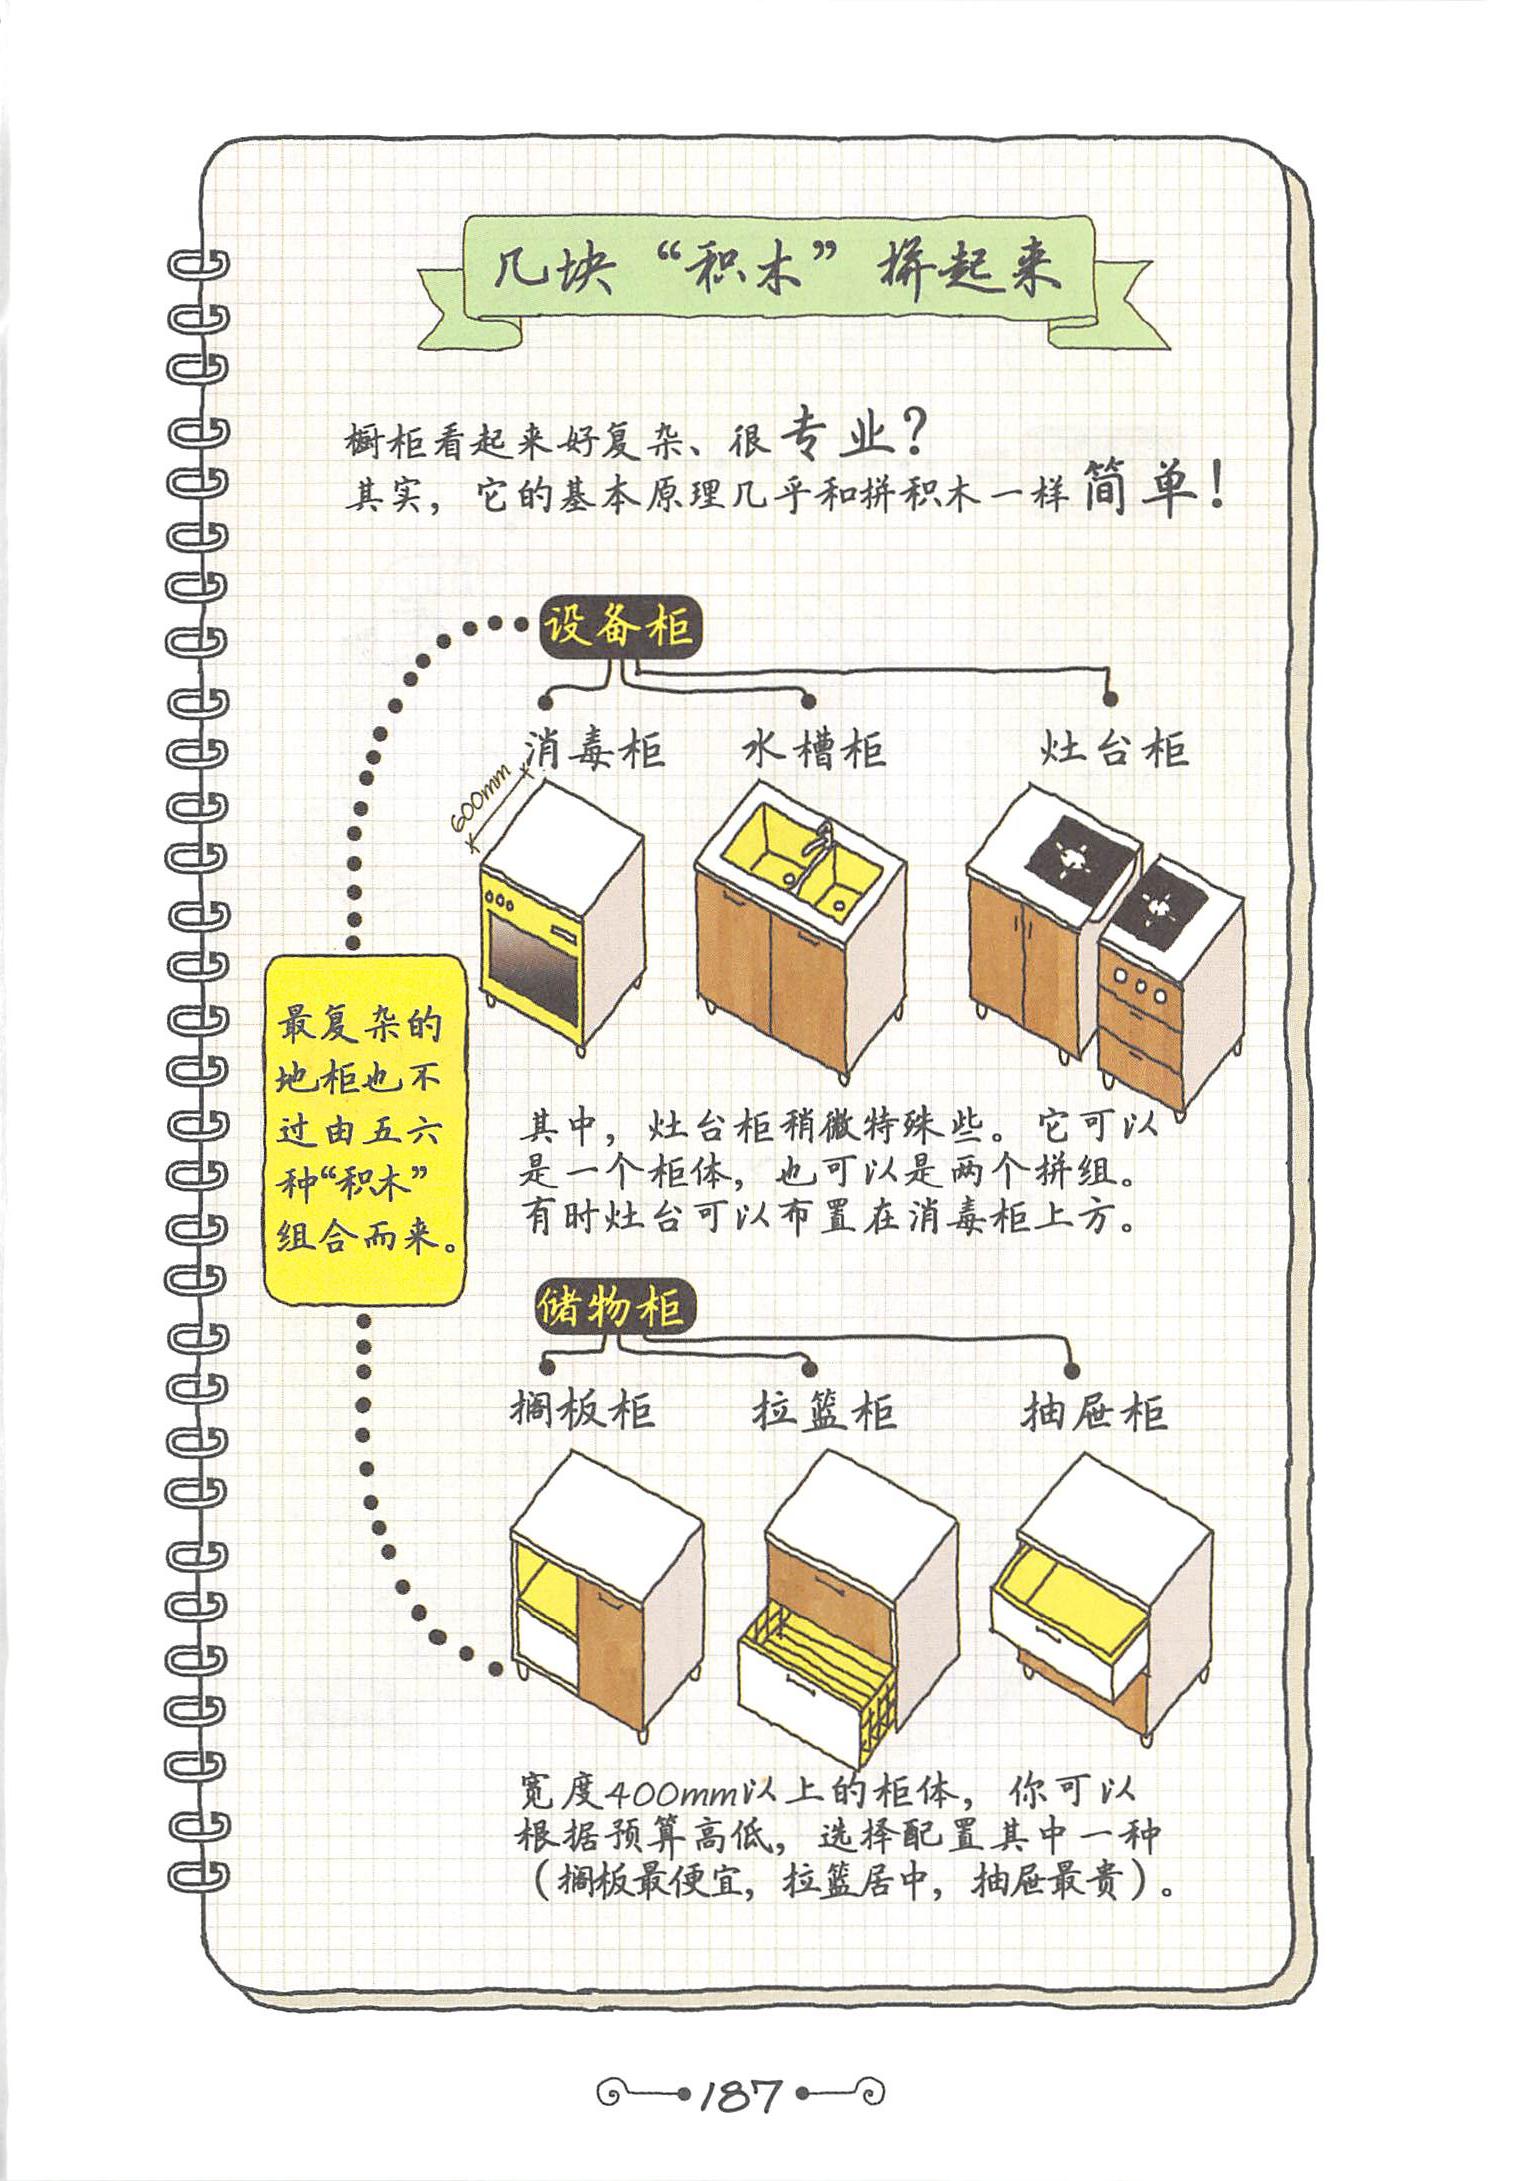 几块“积木”拼起来
橱柜看起来好复杂、很专业？
其实，它的基本原理几乎和拼积木一样简单！
设备柜
消毒柜
水槽柜
灶台柜
600mm
最复杂的
地柜也不
过由五六
种“积木”
组合而来。
其中，灶台柜稍微特殊些。它可以
是一个柜体，也可以是两个拼组。
有时灶台可以布置在消毒柜上方。
储物柜
搁板柜
拉篮柜
抽屉柜
宽度400mm以上的柜体，你可以
根据预算高低，选择配置其中一种
（搁板最便宜，拉篮居中，抽屉最贵）。
187